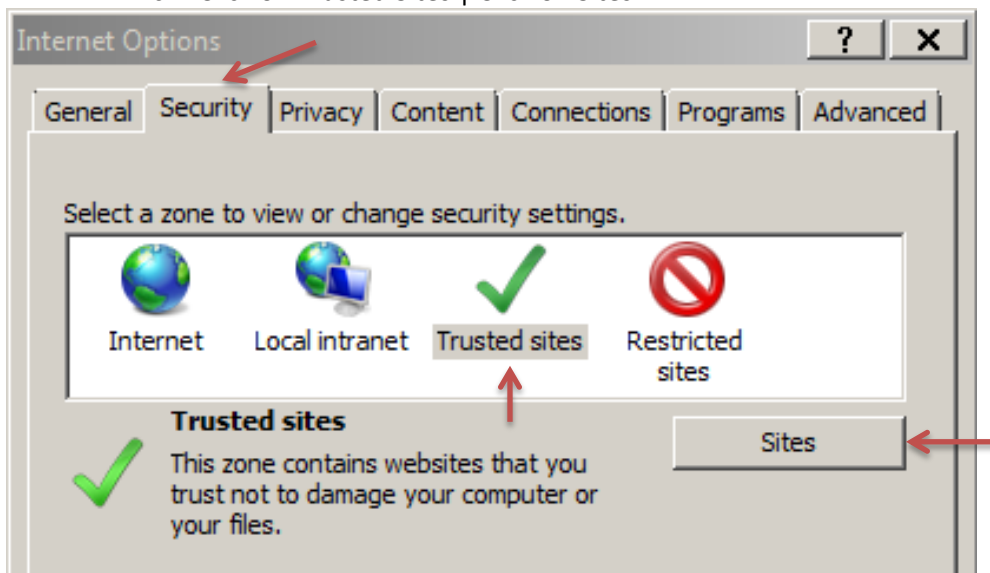 Internet Options ? X
General Security Privacy Content Connections Programs Advanced
Select a zone to view or change security settings.
Internet Local intranet Trusted sites Restricted
sites
Trusted sites
Sites
This zone contains websites that you
trust not to damage your computer or
your files.